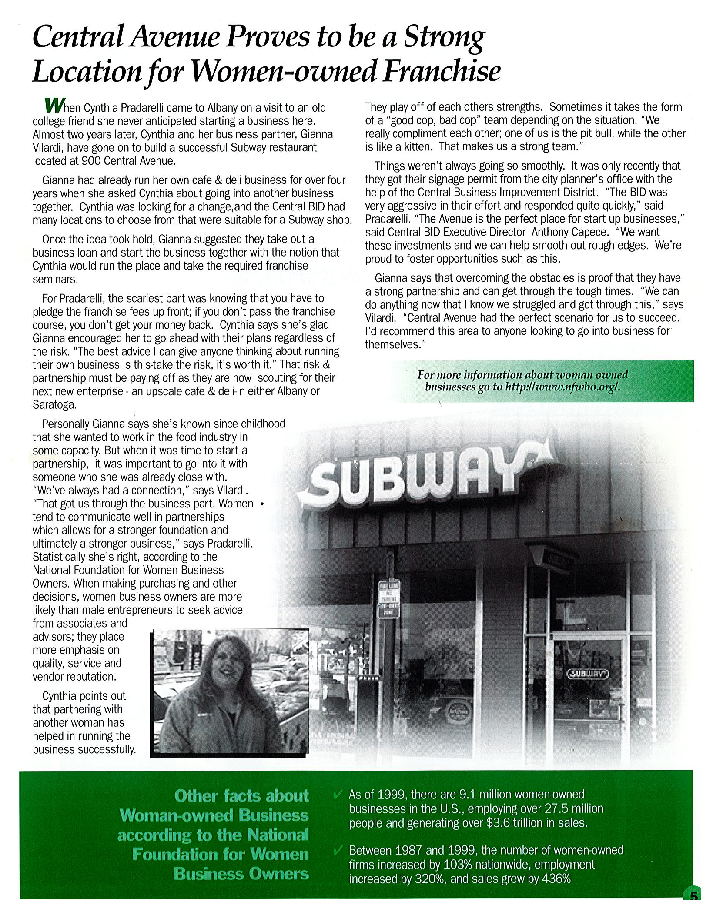 Central Avenue Proves to be a Strong
Location for Women-owned Franchise
When Cynthia Pradarelli came to Albany on a visit to an old
college friend she never anticipated starting a business here.
Almost two years later, Cynthia and her business partner, Gianna
Vilardi, have gone on to build a successful Subway restaurant
located at 900 Central Avenue.
Gianna had already run her own cafe & deli business for over four
years when she asked Cynthia about going into another business
together. Cynthia was looking for a change,and the Central BID had
many locations to choose from that were suitable for a Subway shop.
Once the idea took hold, Gianna suggested they take out a
business loan and start the business together with the notion that
Cynthia would run the place and take the required franchise
seminars.
For Pradarelli, the scariest part was knowing that you have to
pledge the franchise fees up front; if you don't pass the franchise
course, you don't get your money back. Cynthia says she's glad
Gianna encouraged her to go ahead with their plans regardless of
the risk. "The best advice I can give anyone thinking about running
their own business is this-take the risk, it's worth it." That risk &
partnership must be paying off as they are now scouting for their
next new enterprise - an upscale cafe & deli-in either Albany or
Saratoga.
Personally Gianna says she's known since childhood
that she wanted to work in the food industry in
some capacity. But when it was time to start a
partnership, it was important to go into it with
someone who she was already close with.
"We've always had a connection," says Vilardi.
"That got us through the business part. Women
tend to communicate well in partnerships
which allows for a stronger foundation and
ultimately a stronger business," says Pradarelli.
Statistically she's right, according to the
National Foundation for Women Business
Owners. When making purchasing and other
decisions, women business owners are more
likely than male entrepreneurs to seek advice
from associates and
advisors; they place
more emphasis on
quality, service and
vendor reputation.
Cynthia points out
that partnering with
another woman has
helped in running the
business successfully.
They play off of each others strengths. Sometimes it takes the form
of a "good cop, bad cop" team depending on the situation. "We
really compliment each other; one of us is the pit bull, while the other
is like a kitten. That makes us a strong team."
Things weren't always going so smoothly. It was only recently that
they got their signage permit from the city planner's office with the
help of the Central Business Improvement District. "The BID was
very aggressive in their effort and responded quite quickly," said
Pradarelli. "The Avenue is the perfect place for start up businesses,"
said Central BID Executive Director Anthony Capece. "We want
these investments and we can help smooth out rough edges. We're
proud to foster opportunities such as this.
Gianna says that overcoming the obstacles is proof that they have
a strong partnership and can get through the tough times. "We can
do anything now that I know we struggled and got through this," says
Vilardi. "Central Avenue had the perfect scenario for us to succeed.
I'd recommend this area to anyone looking to go into business for
themselves."
For more information about woman owned
businesses go to http://www.nfwbo.org/.
SUBWAY
SUBWAY
Other facts about
Woman-owned Business
according to the National
Foundation for Women
Business Owners
✓ As of 1999, there are 9.1 million women owned
businesses in the U.S., employing over 27.5 million
people and generating over $3.6 trillion in sales.
✓ Between 1987 and 1999, the number of women-owned
firms increased by 103% nationwide, employment
increased by 320%, and sales grew by 436%
5